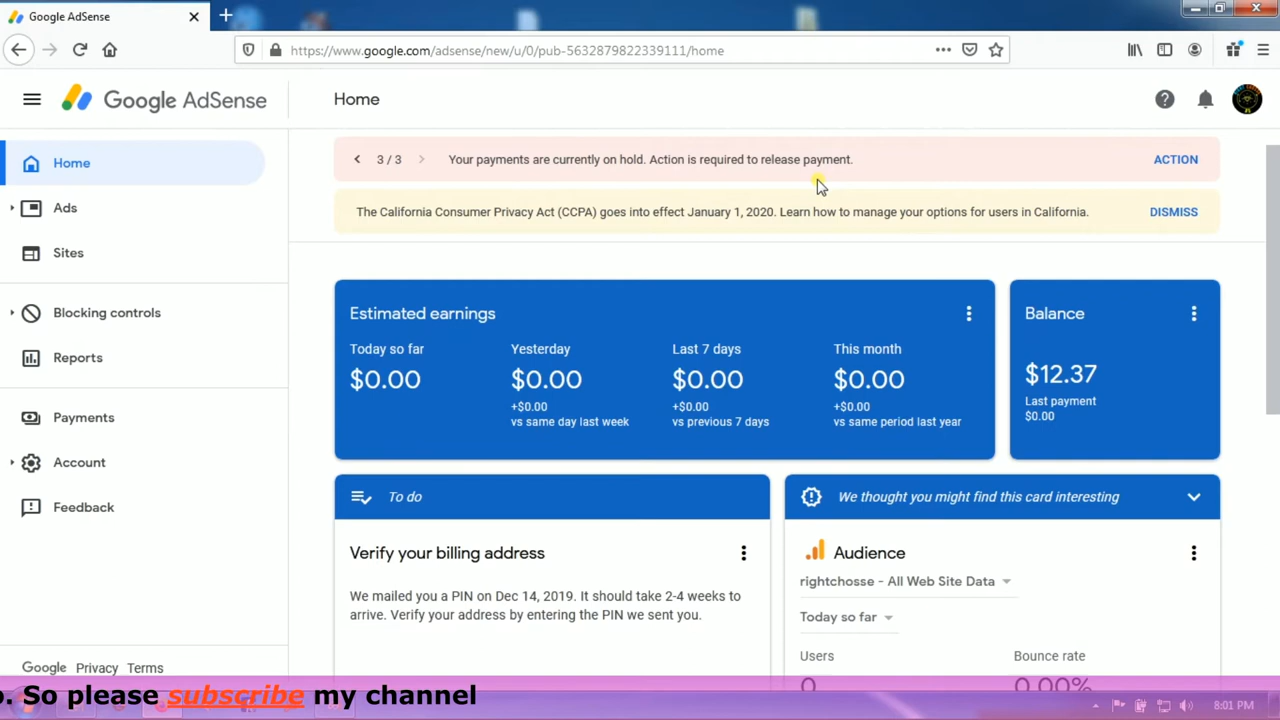 Google AdSense
https://www.google.com/adsense/new/u/0/pub-5632879822339111/home
Google AdSense
Home
Home
Ads
Sites
Blocking controls
Reports
Payments
Account
Feedback
Google Privacy Terms
3 / 3 Your payments are currently on hold. Action is required to release payment. ACTION
The California Consumer Privacy Act (CCPA) goes into effect January 1, 2020. Learn how to manage your options for users in California. DISMISS
Estimated earnings
Today so far
$0.00
Yesterday
$0.00
+$0.00
vs same day last week
Last 7 days
$0.00
+$0.00
vs previous 7 days
This month
$0.00
+$0.00
vs same period last year
Balance
$12.37
Last payment
$0.00
To do
Verify your billing address
We mailed you a PIN on Dec 14, 2019. It should take 2-4 weeks to
arrive. Verify your address by entering the PIN we sent you.
We thought you might find this card interesting
Audience
rightchosse - All Web Site Data
Today so far
Users
0
Bounce rate
0.00%
o. So please subscribe my channel
8:01 PM